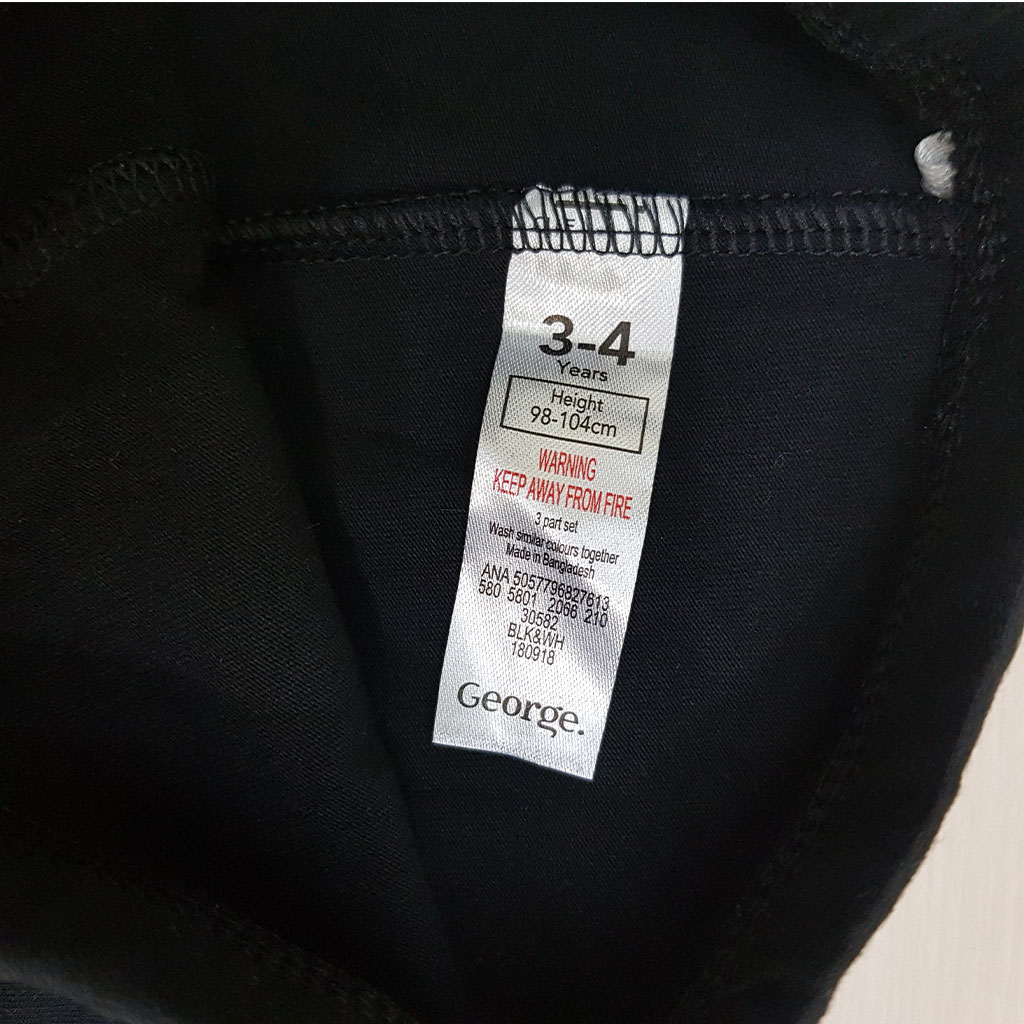 3-4
Years
Height
98-104cm
WARNING
KEEP AWAY FROM FIRE
3 part set
Wash similar colours together
Made in Bangladesh
ANA 5057796827613
580 5801 2066 210
30582
BLK&WH
180918
George.